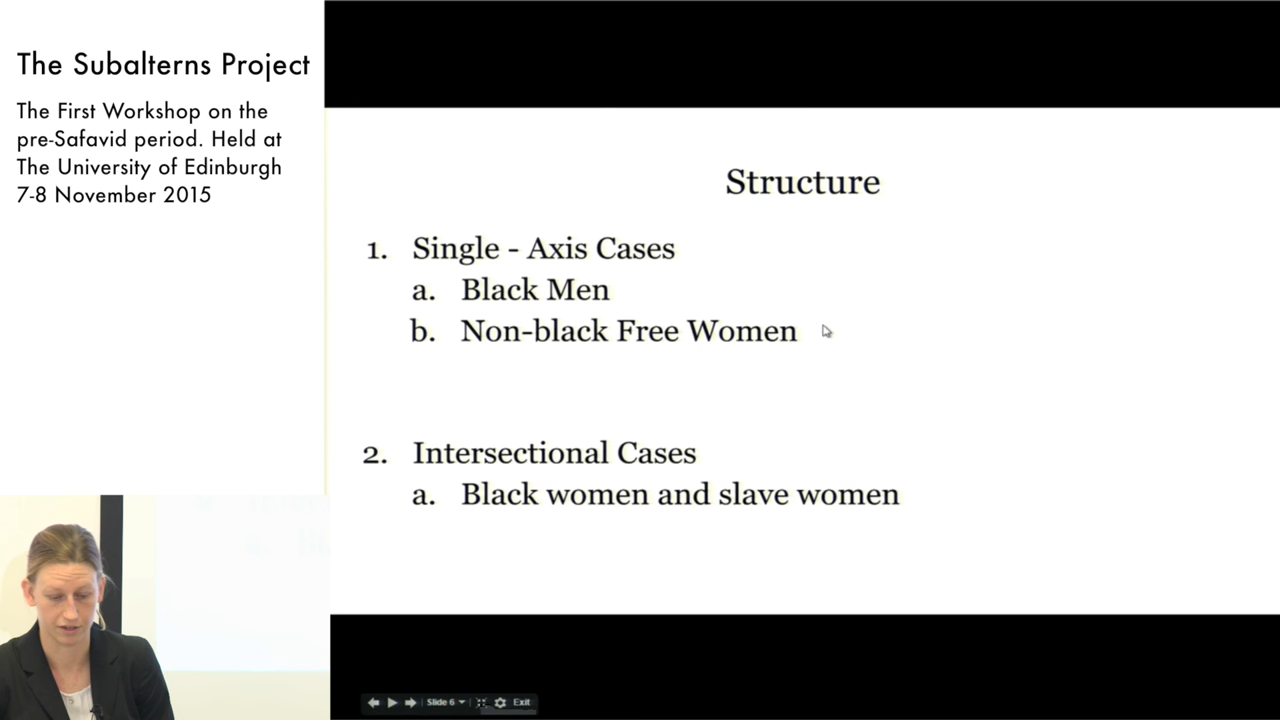 The Subalterns Project
The First Workshop on the
pre-Safavid period. Held at
The University of Edinburgh
7-8 November 2015
Structure
1. Single - Axis Cases
a. Black Men
b. Non-black Free Women
2. Intersectional Cases
a. Black women and slave women
Slide 6
Exit